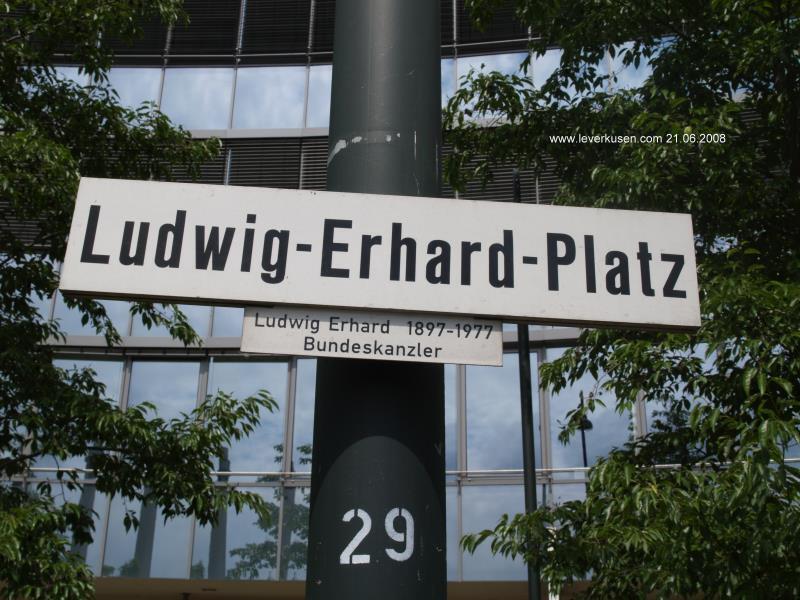 www.leverkusen.com 21.06.2008
Ludwig-Erhard-Platz
Ludwig Erhard 1897-1977
Bundeskanzler
29